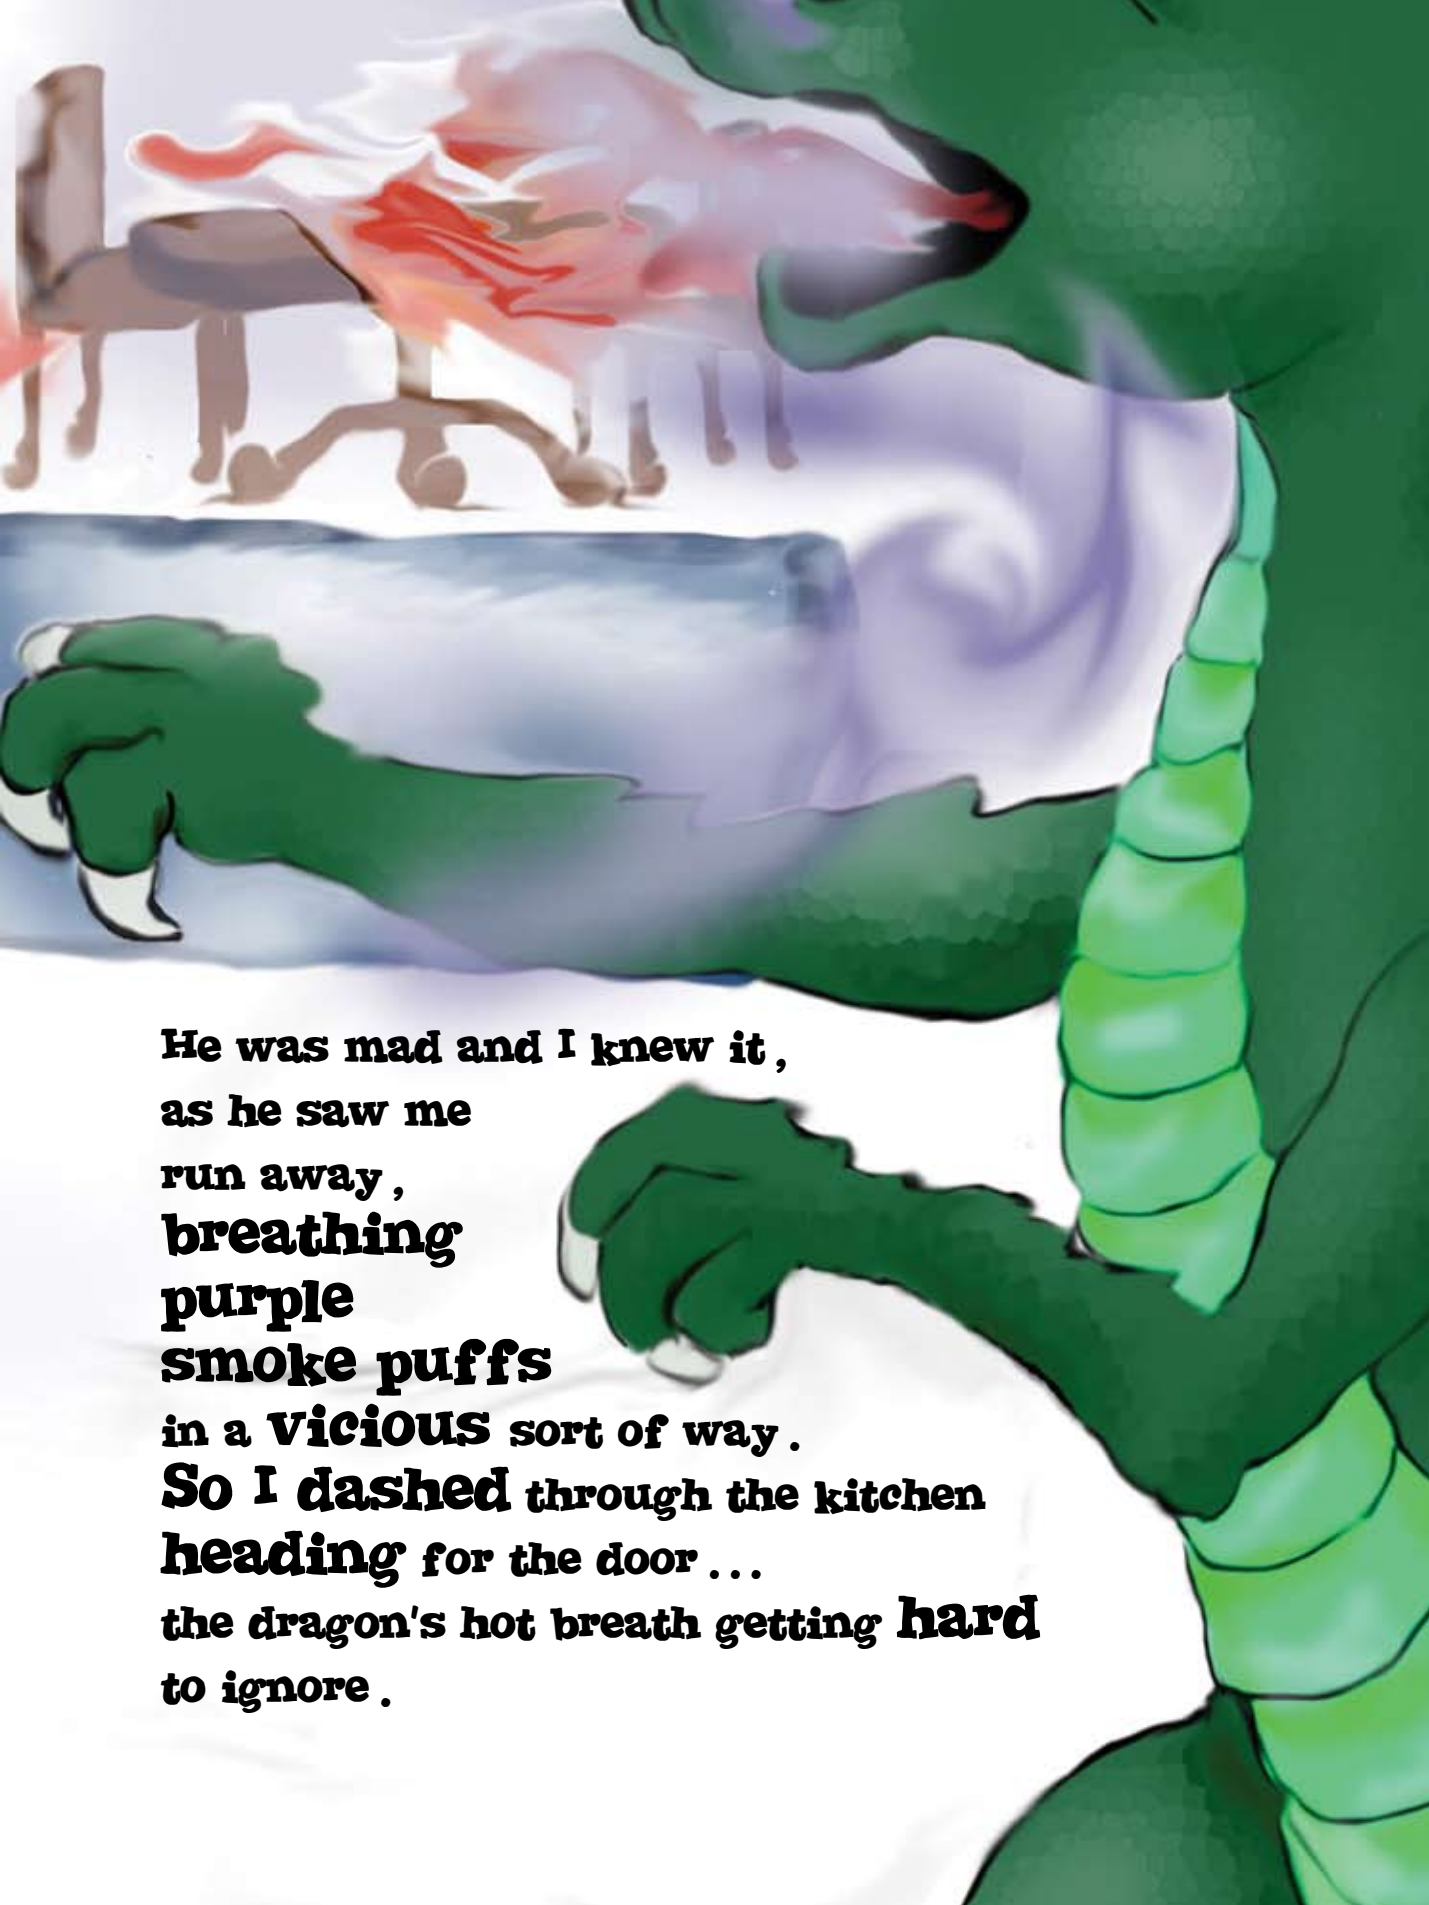 He was mad and I knew it,
as he saw me
run away,
breathing
purple
smoke puffs
in a vicious sort of way.
So I dashed through the kitchen
heading for the door...
the dragon's hot breath getting hard
to ignore.